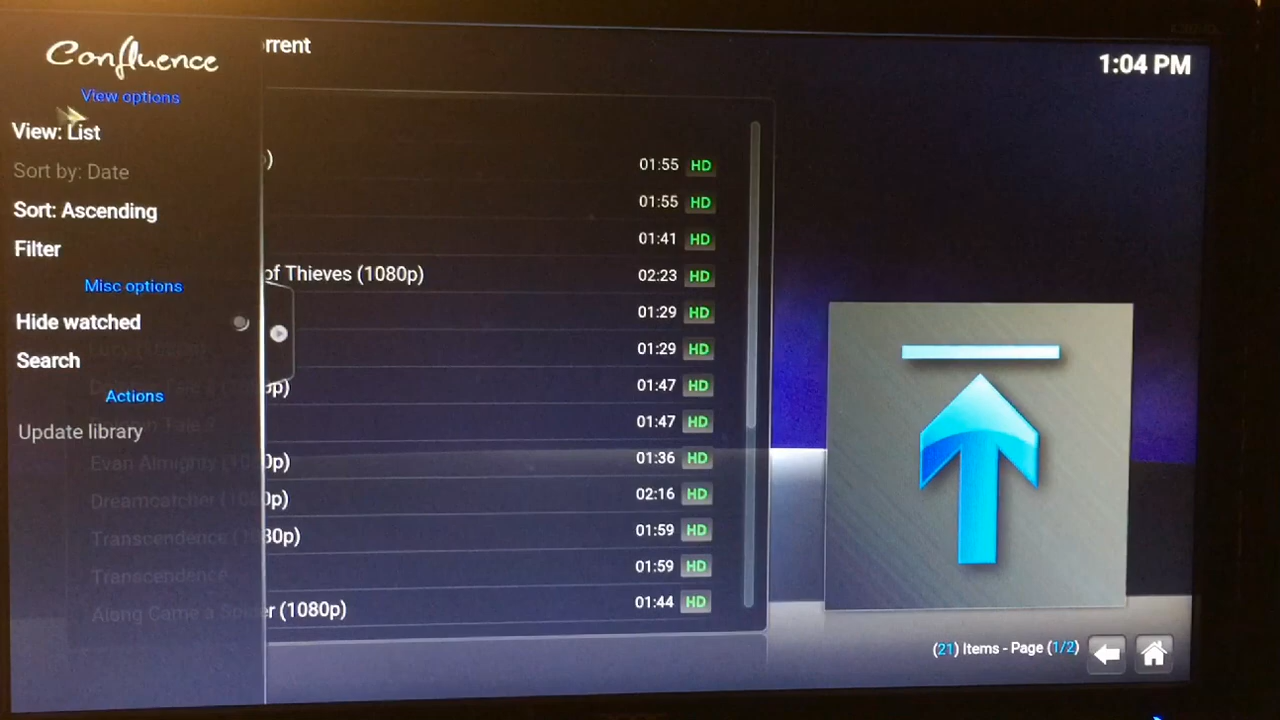 Confluence
rrent
1:04 PM
View options
View: List
Sort by: Date
Sort: Ascending
Filter
Misc options
Hide watched
Search
Actions
Update library
)
01:55 HD
01:55 HD
01:41 HD
of Thieves (1080p)
02:23 HD
01:29 HD
01:29 HD
0p)
01:47 HD
01:47 HD
Evan Almighty (1080p)
01:36 HD
Dreamcatcher (1080p)
02:16 HD
Transcendence (1080p)
01:59 HD
Transcendence
01:59 HD
Along Came a Spider (1080p)
01:44 HD
(21) Items - Page (1/2)